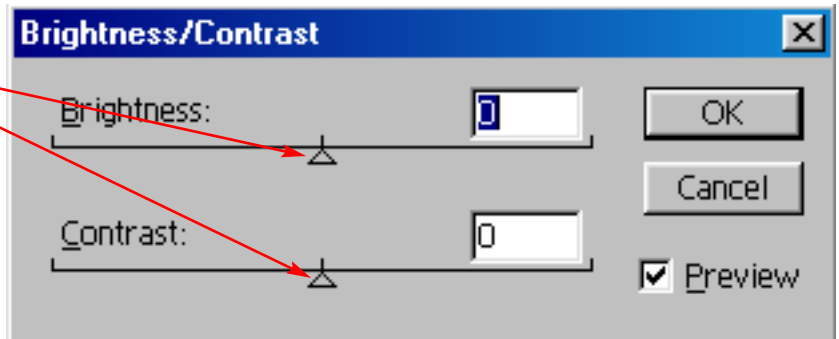 Brightness/Contrast
Brightness: 0
OK
Cancel
Contrast: 0
Preview